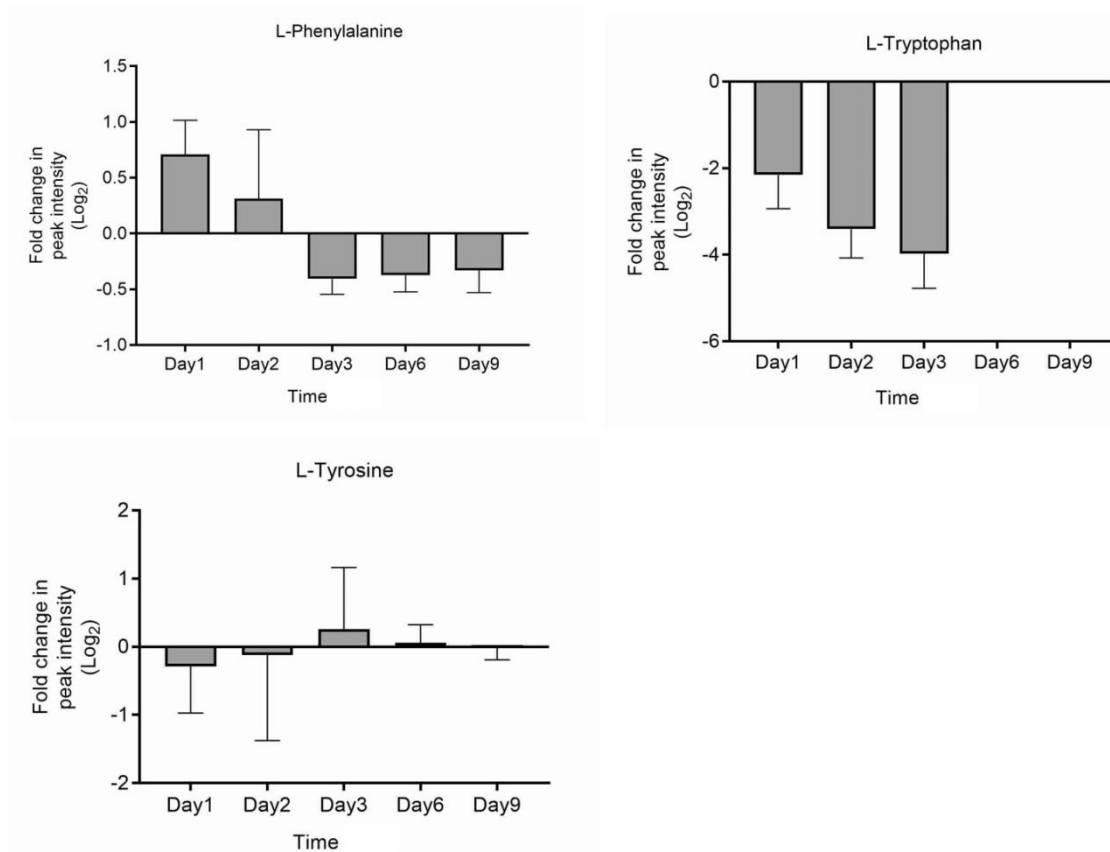 L-Phenylalanine
Fold change in
peak intensity
(Log₂)
1.5
1.0
0.5
0.0
-0.5
-1.0
Day1 Day2 Day3 Day6 Day9
Time
L-Tryptophan
Fold change in
peak intensity
(Log₂)
0
-2
-4
-6
Day1 Day2 Day3 Day6 Day9
Time
L-Tyrosine
Fold change in
peak intensity
(Log₂)
2
1
0
-1
-2
Day1 Day2 Day3 Day6 Day9
Time